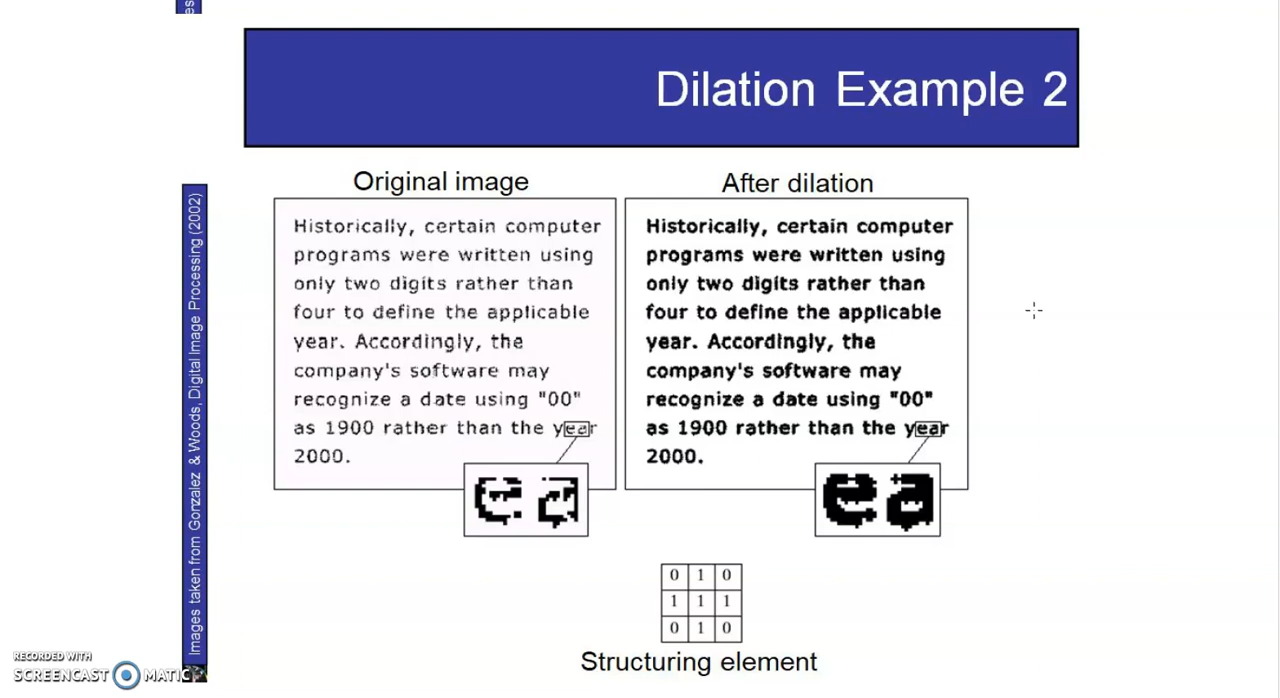 es
Dilation Example 2
Images taken from Gonzalez & Woods, Digital Image Processing (2002)
Original image
Historically, certain computer
programs were written using
only two digits rather than
four to define the applicable
year. Accordingly, the
company's software may
recognize a date using "00"
as 1900 rather than the year
2000.
e a
After dilation
Historically, certain computer
programs were written using
only two digits rather than
four to define the applicable
year. Accordingly, the
company's software may
recognize a date using "00"
as 1900 rather than the year
2000.
ea
0 1 0
1 1 1
0 1 0
Structuring element
RECORDED WITH
SCREENCAST MATIC